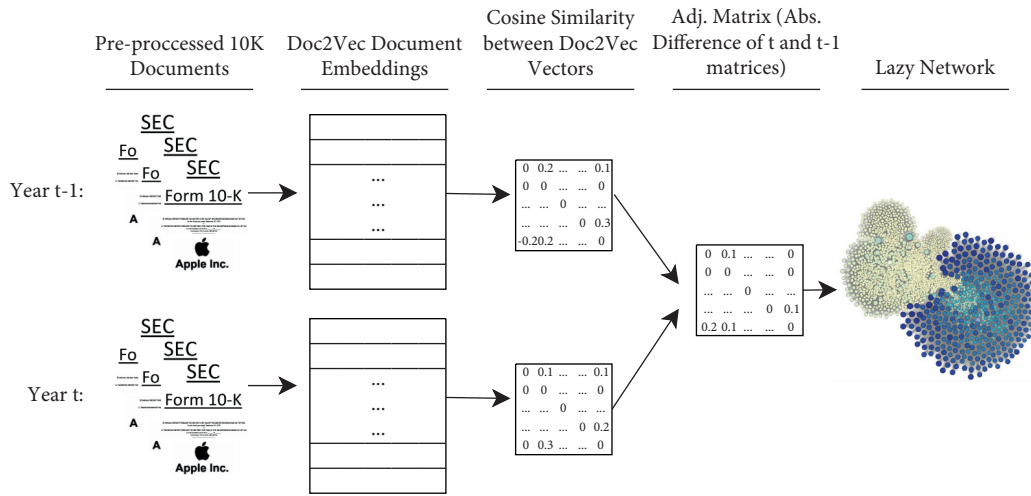 Pre-proccessed 10K
Documents
Doc2Vec Document
Embeddings
Cosine Similarity
between Doc2Vec
Vectors
Adj. Matrix (Abs.
Difference of t and t-1
matrices)
Lazy Network
Year t-1:
SEC
Fo SEC
Fo SEC
Form 10-K
A
A
Apple Inc.
...
...
...
0 0.2 ... ... 0.1
0 0 ... ... 0
... ... 0 ... ...
... ... ... 0 0.3
-0.2 0.2 ... ... 0
0 0.1 ... ... 0
0 0 ... ... 0
... ... 0 ... ...
... ... ... 0 0.1
0.2 0.1 ... ... 0
Year t:
SEC
Fo SEC
Fo SEC
Form 10-K
A
A
Apple Inc.
...
...
...
0 0.1 ... ... 0.1
0 0 ... ... 0
... ... 0 ... ...
... ... ... 0 0.2
0 0.3 ... ... 0